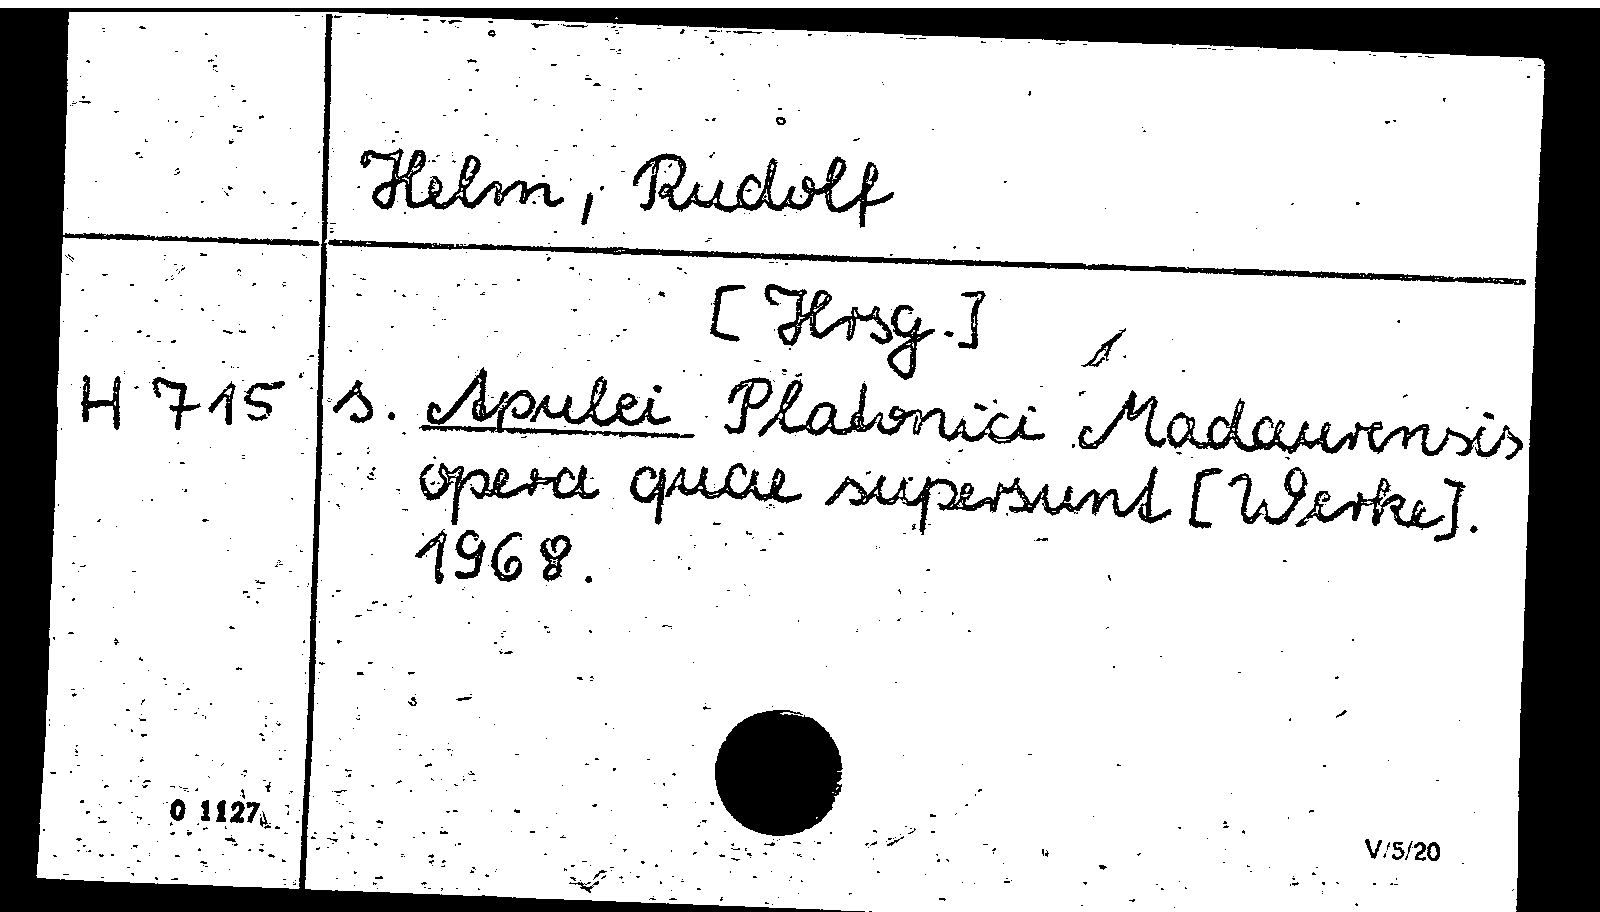 Helm, Rudolf
[Hrsg.]
H 715 s. Apulei Platonici Madaurensis
opera quae supersunt [Werke].
1968.
0 1127
V/5/20